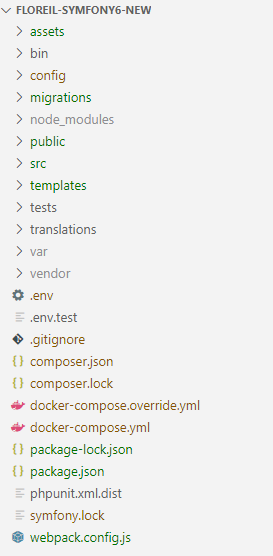 FLOREIL-SYMFONY6-NEW
assets
bin
config
migrations
node_modules
public
src
templates
tests
translations
var
vendor
.env
.env.test
.gitignore
composer.json
composer.lock
docker-compose.override.yml
docker-compose.yml
package-lock.json
package.json
phpunit.xml.dist
symfony.lock
webpack.config.js